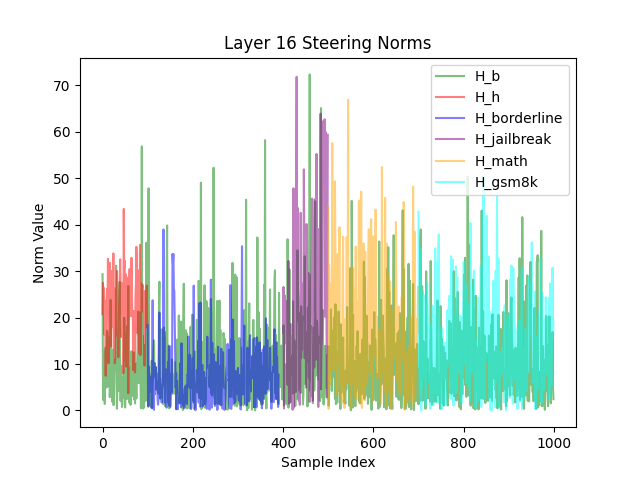 Layer 16 Steering Norms
H_b
H_h
H_borderline
H_jailbreak
H_math
H_gsm8k
Norm Value
70
60
50
40
30
20
10
0
0 200 400 600 800 1000
Sample Index